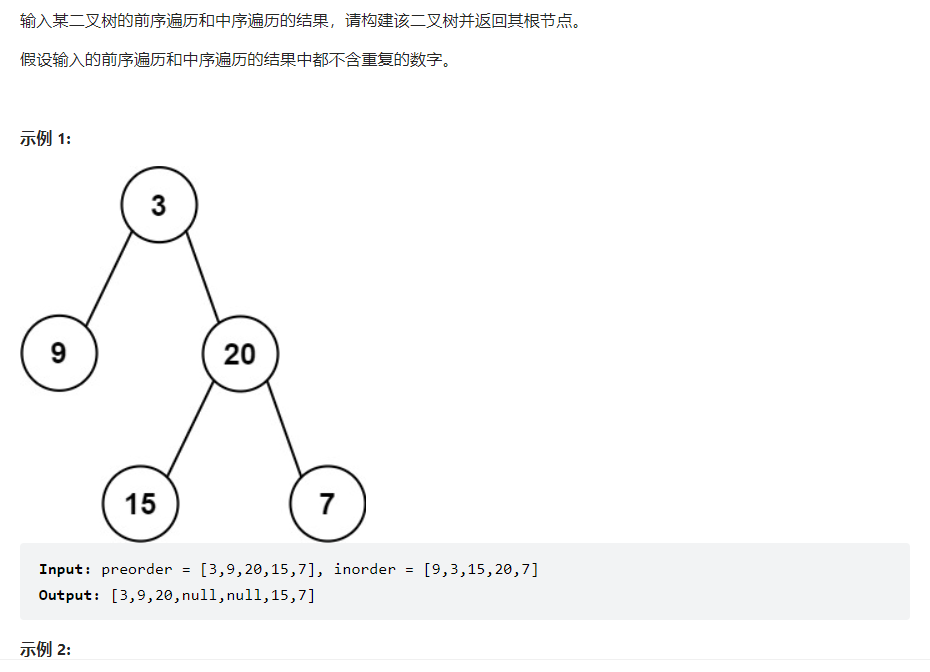 输入某二叉树的前序遍历和中序遍历的结果，请构建该二叉树并返回其根节点。
假设输入的前序遍历和中序遍历的结果中都不含重复的数字。
示例 1:
3
9
20
15
7
Input: preorder = [3,9,20,15,7], inorder = [9,3,15,20,7]
Output: [3,9,20,null,null,15,7]
示例 2: